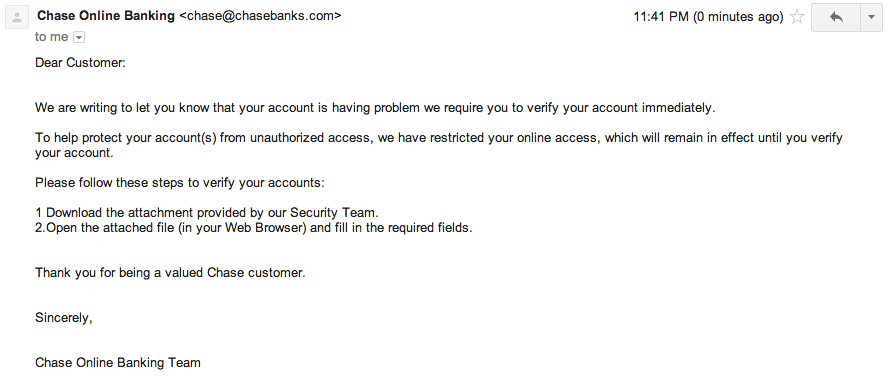 Chase Online Banking <chase@chasebanks.com> 11:41 PM (0 minutes ago)
to me
Dear Customer:
We are writing to let you know that your account is having problem we require you to verify your account immediately.
To help protect your account(s) from unauthorized access, we have restricted your online access, which will remain in effect until you verify
your account.
Please follow these steps to verify your accounts:
1 Download the attachment provided by our Security Team.
2.Open the attached file (in your Web Browser) and fill in the required fields.
Thank you for being a valued Chase customer.
Sincerely,
Chase Online Banking Team